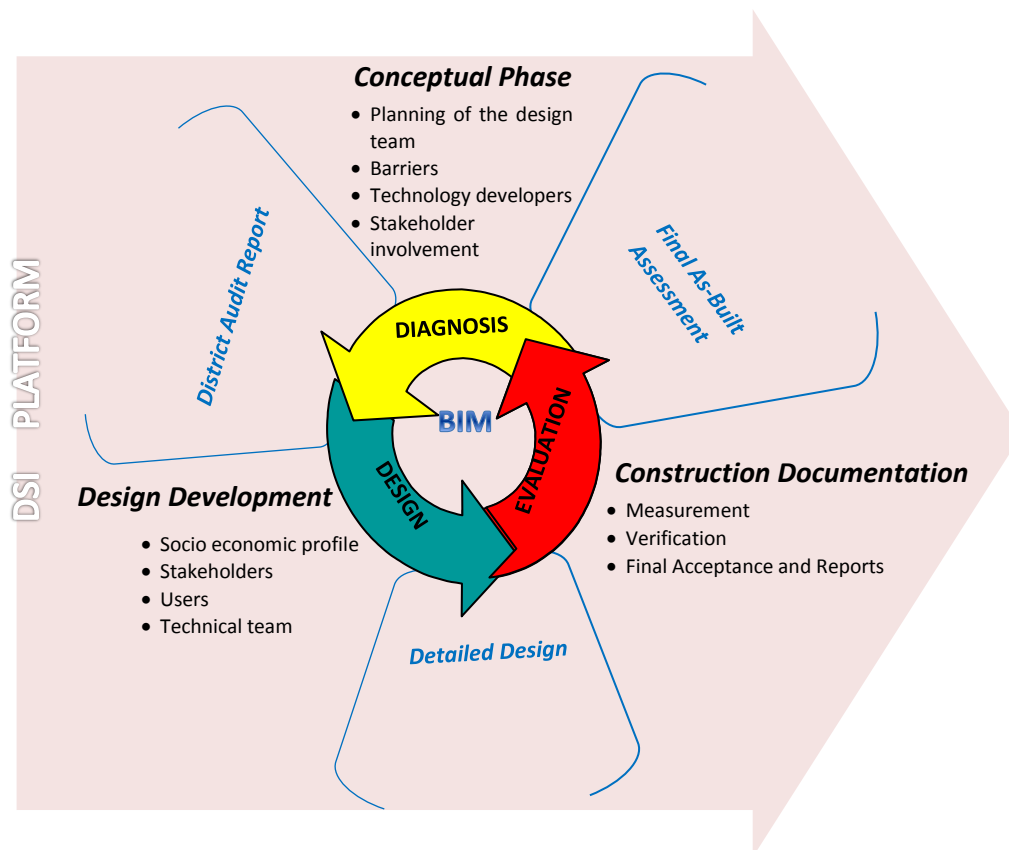 Conceptual Phase
• Planning of the design
team
• Barriers
• Technology developers
• Stakeholder
involvement
District Audit Report
Final As-Built
Assessment
DSI PLATFORM
DIAGNOSIS
BIM
DESIGN
EVALUATION
Design Development
• Socio economic profile
• Stakeholders
• Users
• Technical team
Construction Documentation
• Measurement
• Verification
• Final Acceptance and Reports
Detailed Design